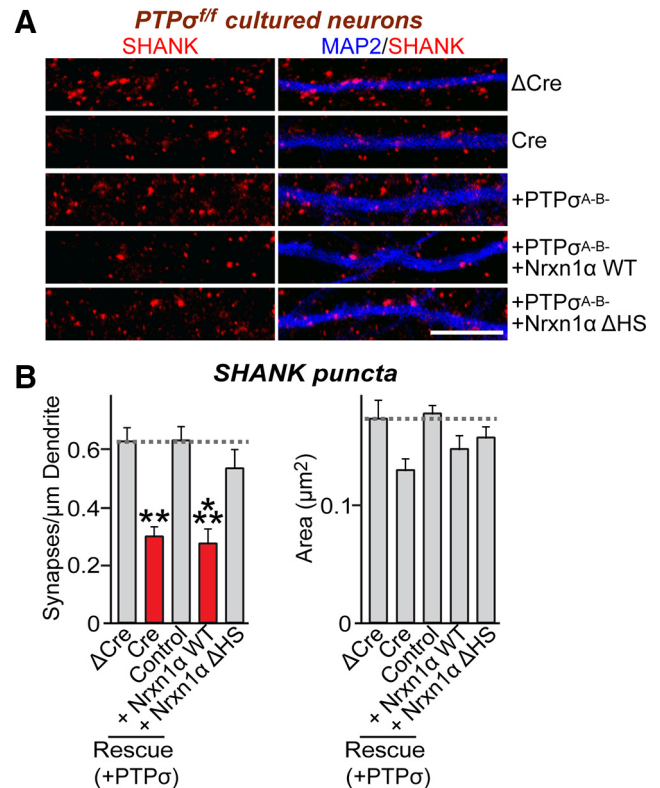 A
PTPσf/f cultured neurons
SHANK
MAP2/SHANK
ΔCre
Cre
+PTPσA-B-
+PTPσA-B-
+Nrxn1α WT
+PTPσA-B-
+Nrxn1α ΔHS
B
SHANK puncta
Synapses/μm Dendrite
0.6
0.4
0.2
0
**
*
**
ΔCre
Cre
Control
+ Nrxn1α WT
+ Nrxn1α ΔHS
Rescue
(+PTPσ)
Area (μm²)
0.1
0
ΔCre
Cre
Control
+ Nrxn1α WT
+ Nrxn1α ΔHS
Rescue
(+PTPσ)